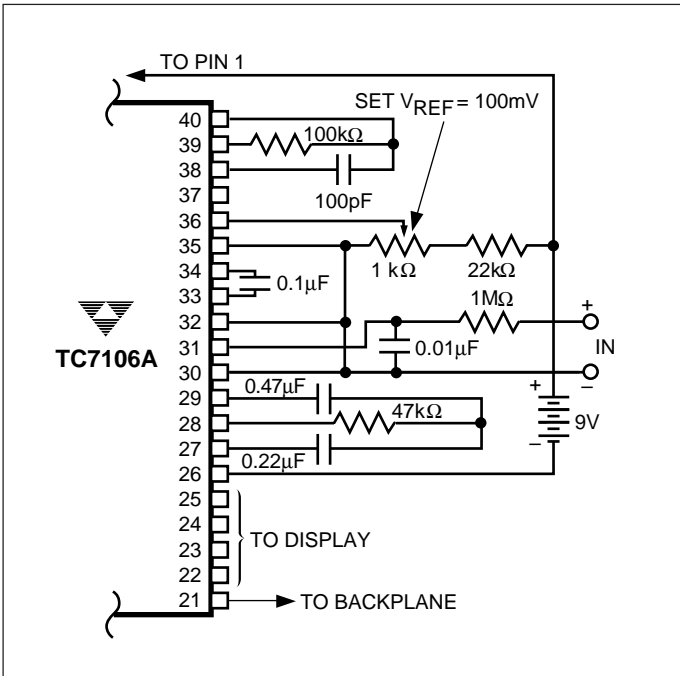 TO PIN 1
SET VREF = 100mV
40
39
100kΩ
38
100pF
37
36
35
1 kΩ
22kΩ
34
0.1µF
33
1MΩ
32
+
TC7106A
31
0.01µF
IN
30
–
29
0.47µF
+
28
47kΩ
9V
27
0.22µF
–
26
25
24
TO DISPLAY
23
22
21
TO BACKPLANE